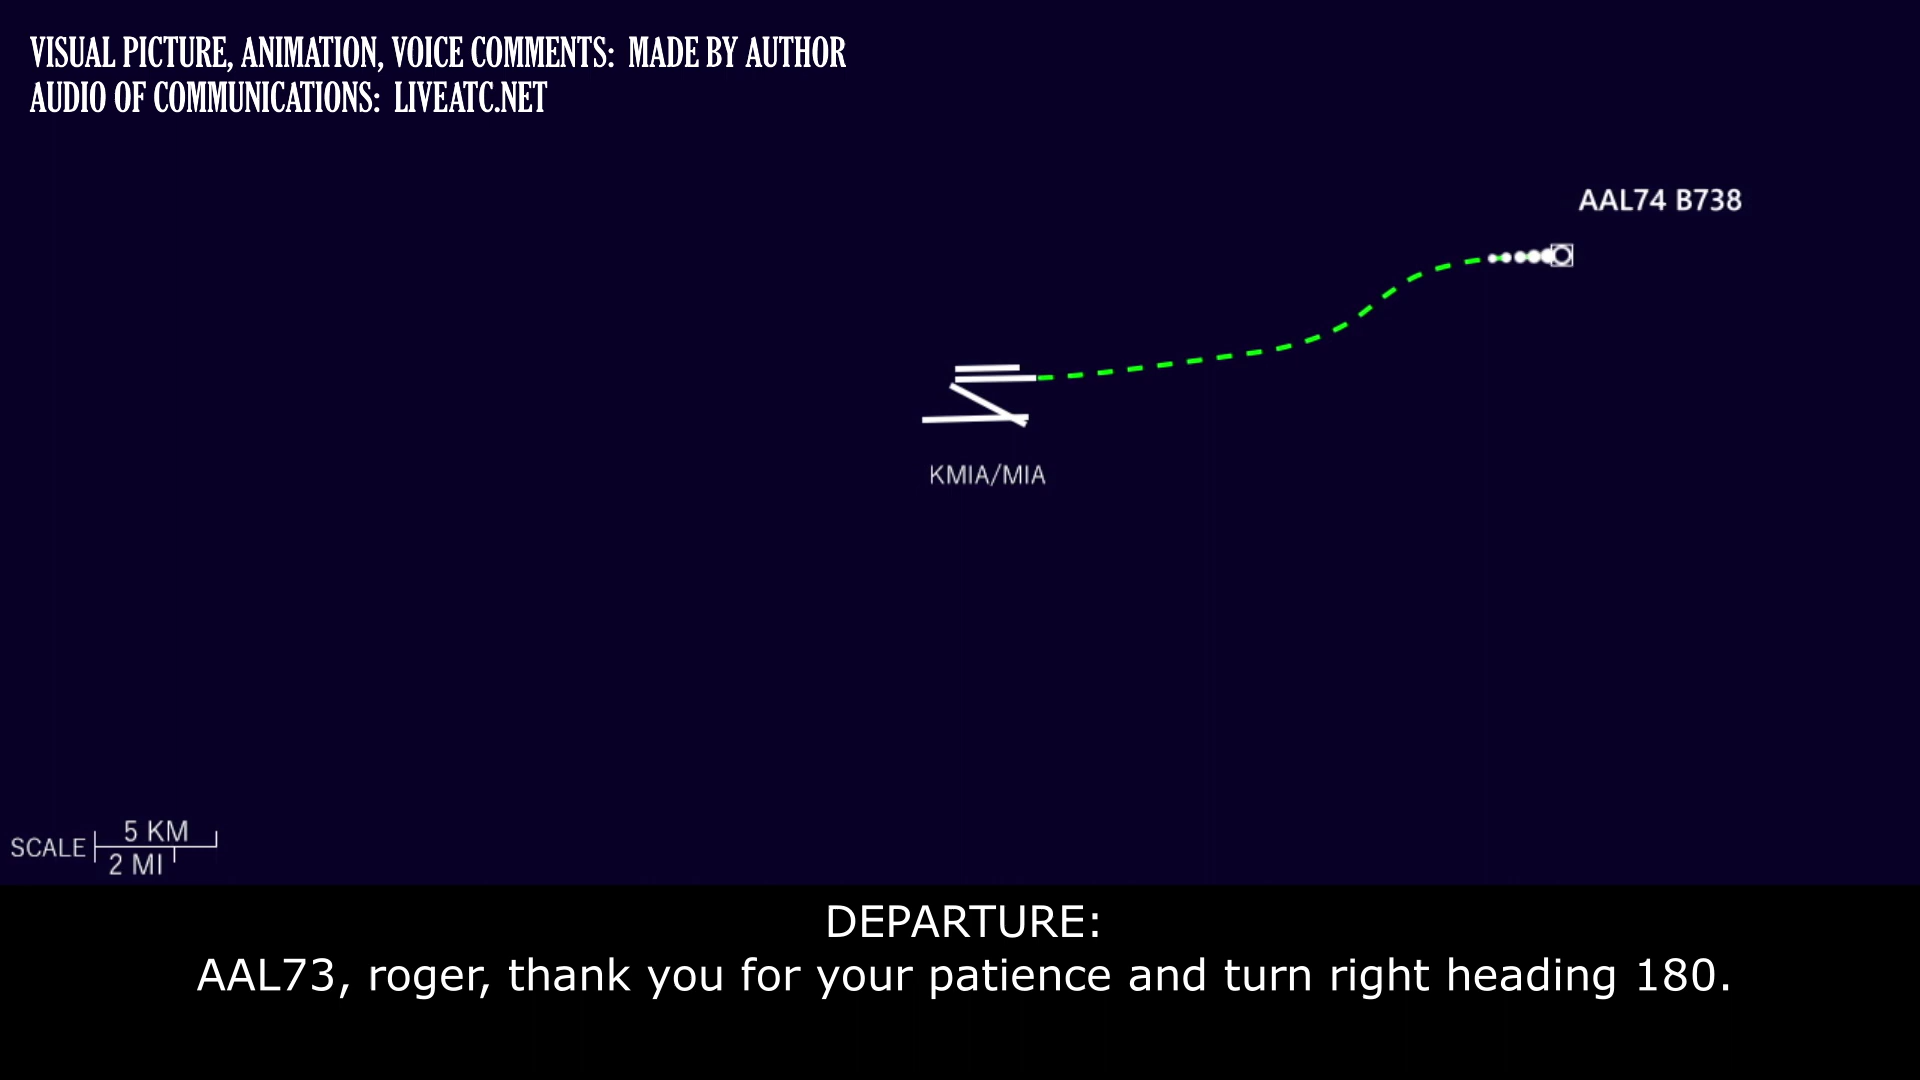 VISUAL PICTURE, ANIMATION, VOICE COMMENTS: MADE BY AUTHOR
AUDIO OF COMMUNICATIONS: LIVEATC.NET
AAL74 B738
KMIA/MIA
5 KM
SCALE
2 MI
DEPARTURE:
AAL73, roger, thank you for your patience and turn right heading 180.